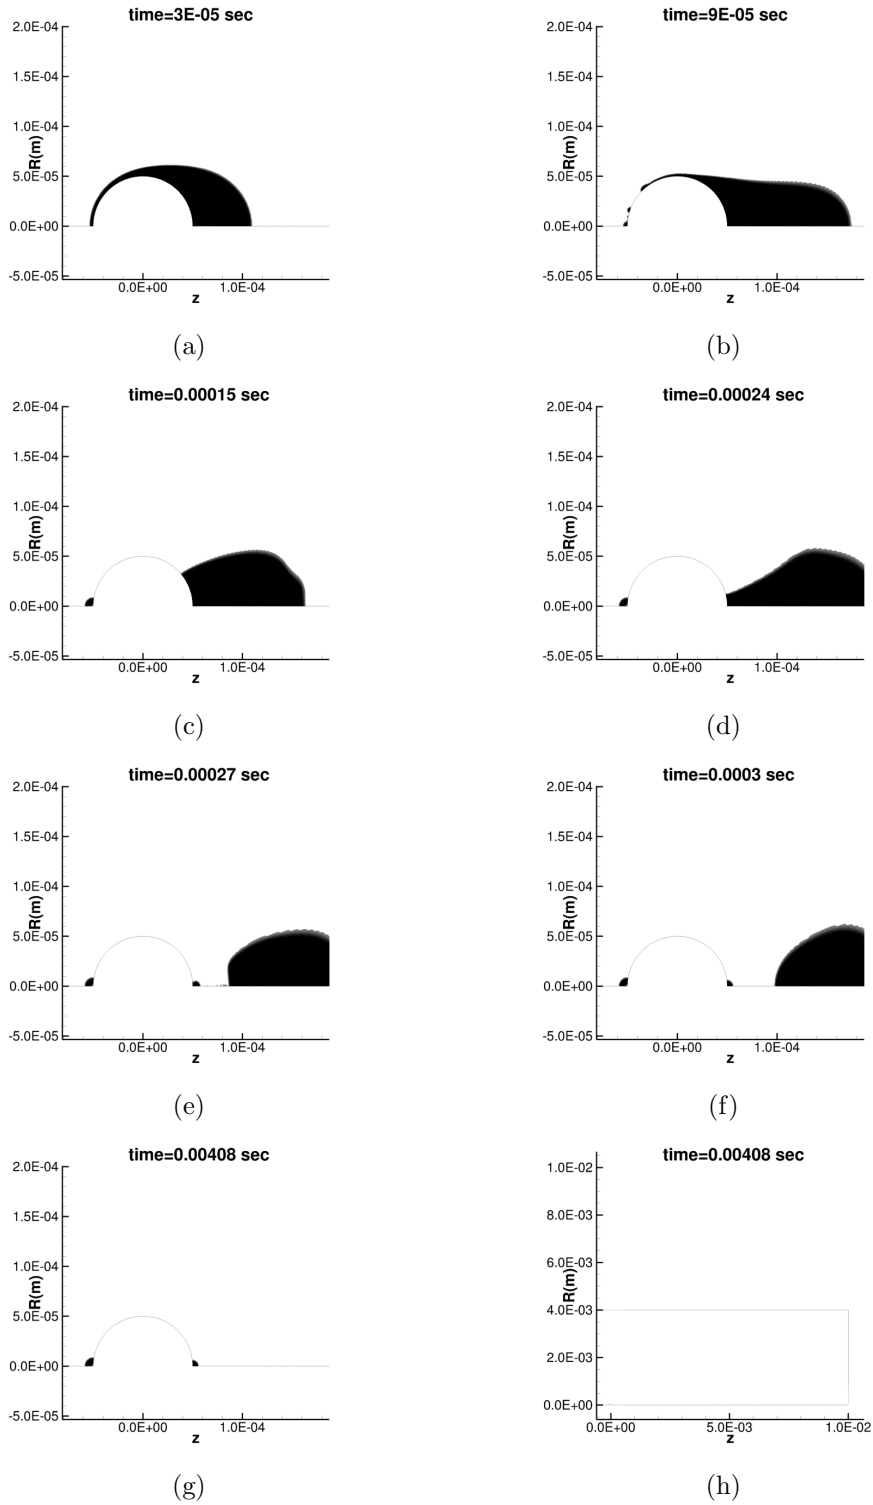 time=3E-05 sec
2.0E-04
1.5E-04
1.0E-04
R(m)
5.0E-05
0.0E+00
-5.0E-05
0.0E+00 1.0E-04
z
(a)
time=9E-05 sec
2.0E-04
1.5E-04
1.0E-04
R(m)
5.0E-05
0.0E+00
-5.0E-05
0.0E+00 1.0E-04
z
(b)
time=0.00015 sec
2.0E-04
1.5E-04
1.0E-04
R(m)
5.0E-05
0.0E+00
-5.0E-05
0.0E+00 1.0E-04
z
(c)
time=0.00024 sec
2.0E-04
1.5E-04
1.0E-04
R(m)
5.0E-05
0.0E+00
-5.0E-05
0.0E+00 1.0E-04
z
(d)
time=0.00027 sec
2.0E-04
1.5E-04
1.0E-04
R(m)
5.0E-05
0.0E+00
-5.0E-05
0.0E+00 1.0E-04
z
(e)
time=0.0003 sec
2.0E-04
1.5E-04
1.0E-04
R(m)
5.0E-05
0.0E+00
-5.0E-05
0.0E+00 1.0E-04
z
(f)
time=0.00408 sec
2.0E-04
1.5E-04
1.0E-04
R(m)
5.0E-05
0.0E+00
-5.0E-05
0.0E+00 1.0E-04
z
(g)
time=0.00408 sec
1.0E-02
8.0E-03
6.0E-03
R(m)
4.0E-03
2.0E-03
0.0E+00
0.0E+00 5.0E-03 1.0E-02
z
(h)